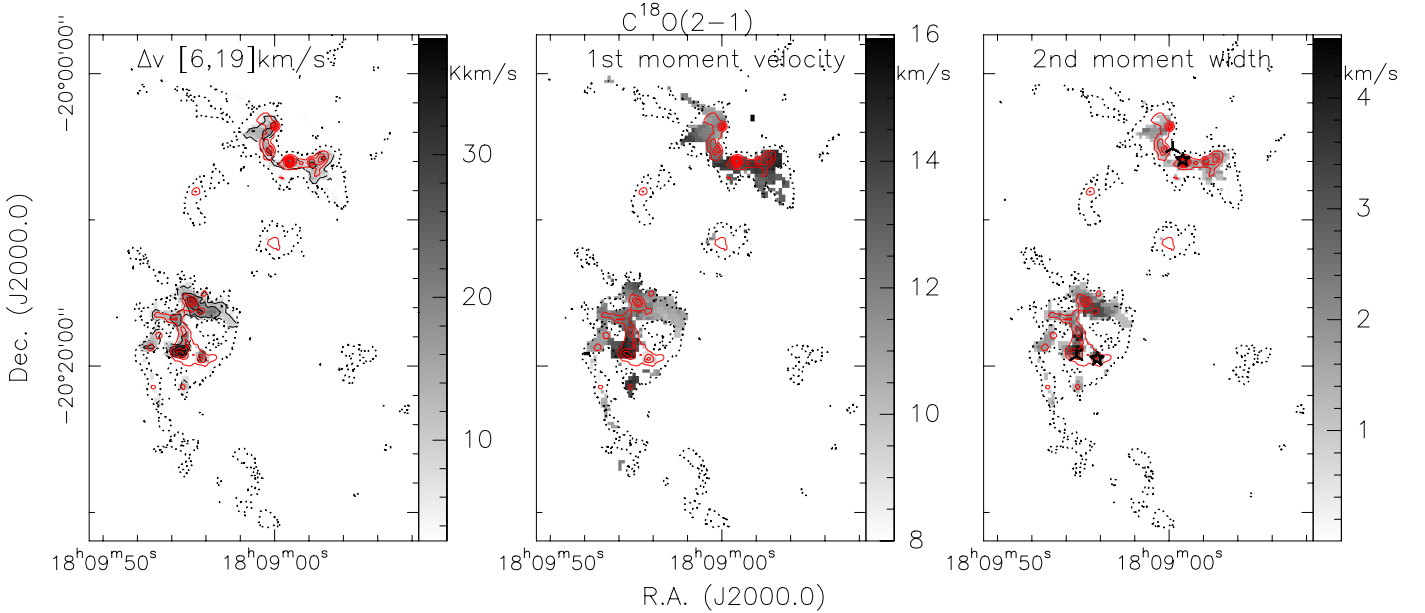 C¹⁸O(2−1)
Δv [6,19]km/s
1st moment velocity
2nd moment width
Kkm/s
30
20
10
km/s
16
14
12
10
8
km/s
4
3
2
1
Dec. (J2000.0)
−20°00'00"
−20°20'00"
18ʰ09ᵐ50ˢ
18ʰ09ᵐ00ˢ
18ʰ09ᵐ50ˢ
18ʰ09ᵐ00ˢ
18ʰ09ᵐ50ˢ
18ʰ09ᵐ00ˢ
R.A. (J2000.0)